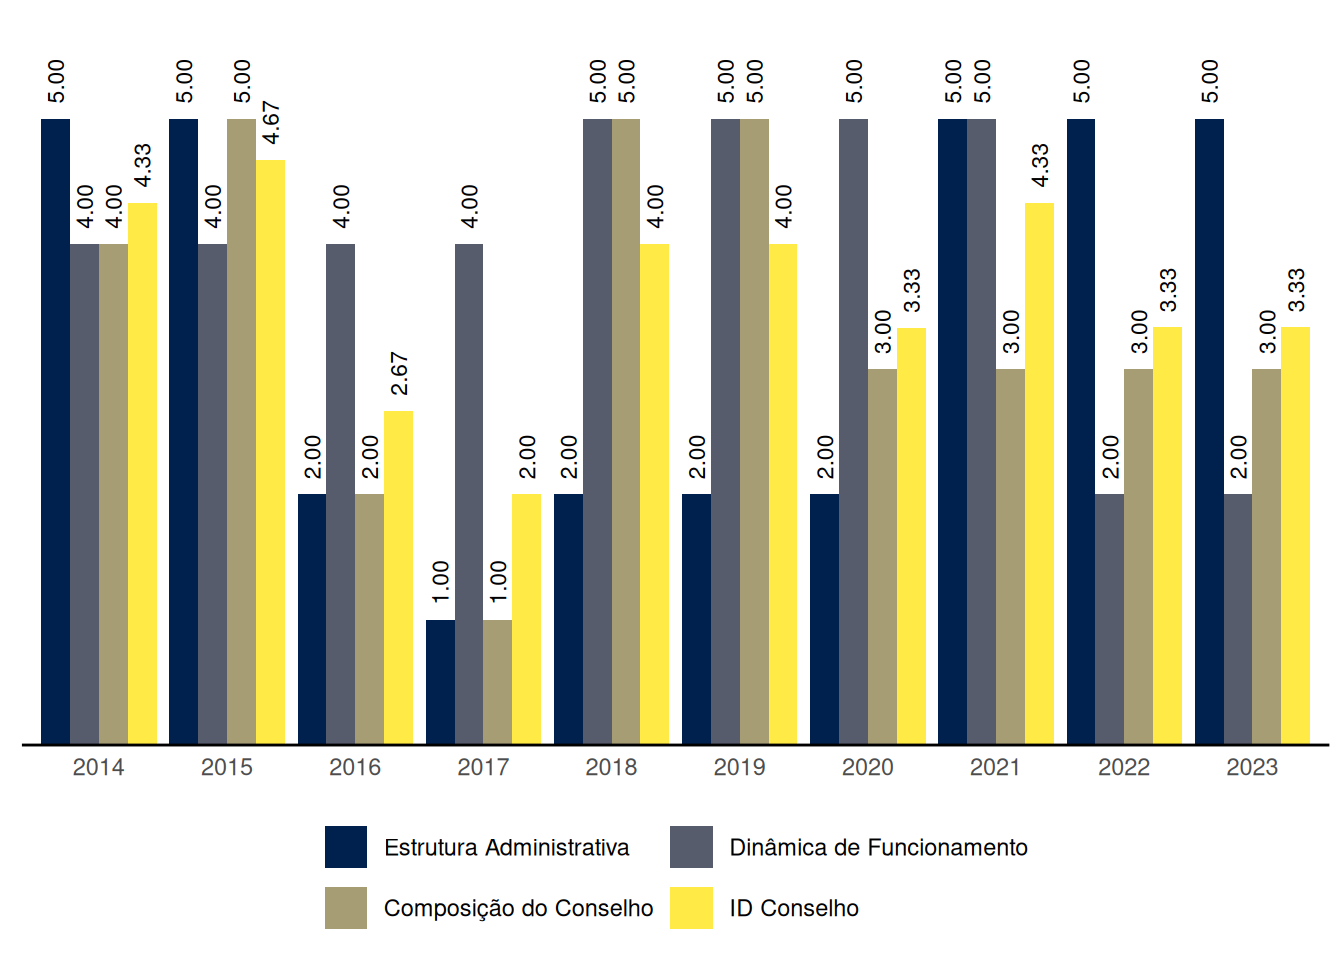 5.00 4.00 4.00 4.33 5.00 4.00 5.00 4.67 2.00 4.00 2.00 2.67 1.00 4.00 1.00 2.00 2.00 5.00 5.00 4.00 2.00 5.00 5.00 4.00 2.00 5.00 3.00 3.33 5.00 5.00 3.00 4.33 5.00 2.00 3.00 3.33 5.00 2.00 3.00 3.33
2014 2015 2016 2017 2018 2019 2020 2021 2022 2023
Estrutura Administrativa Dinâmica de Funcionamento
Composição do Conselho ID Conselho